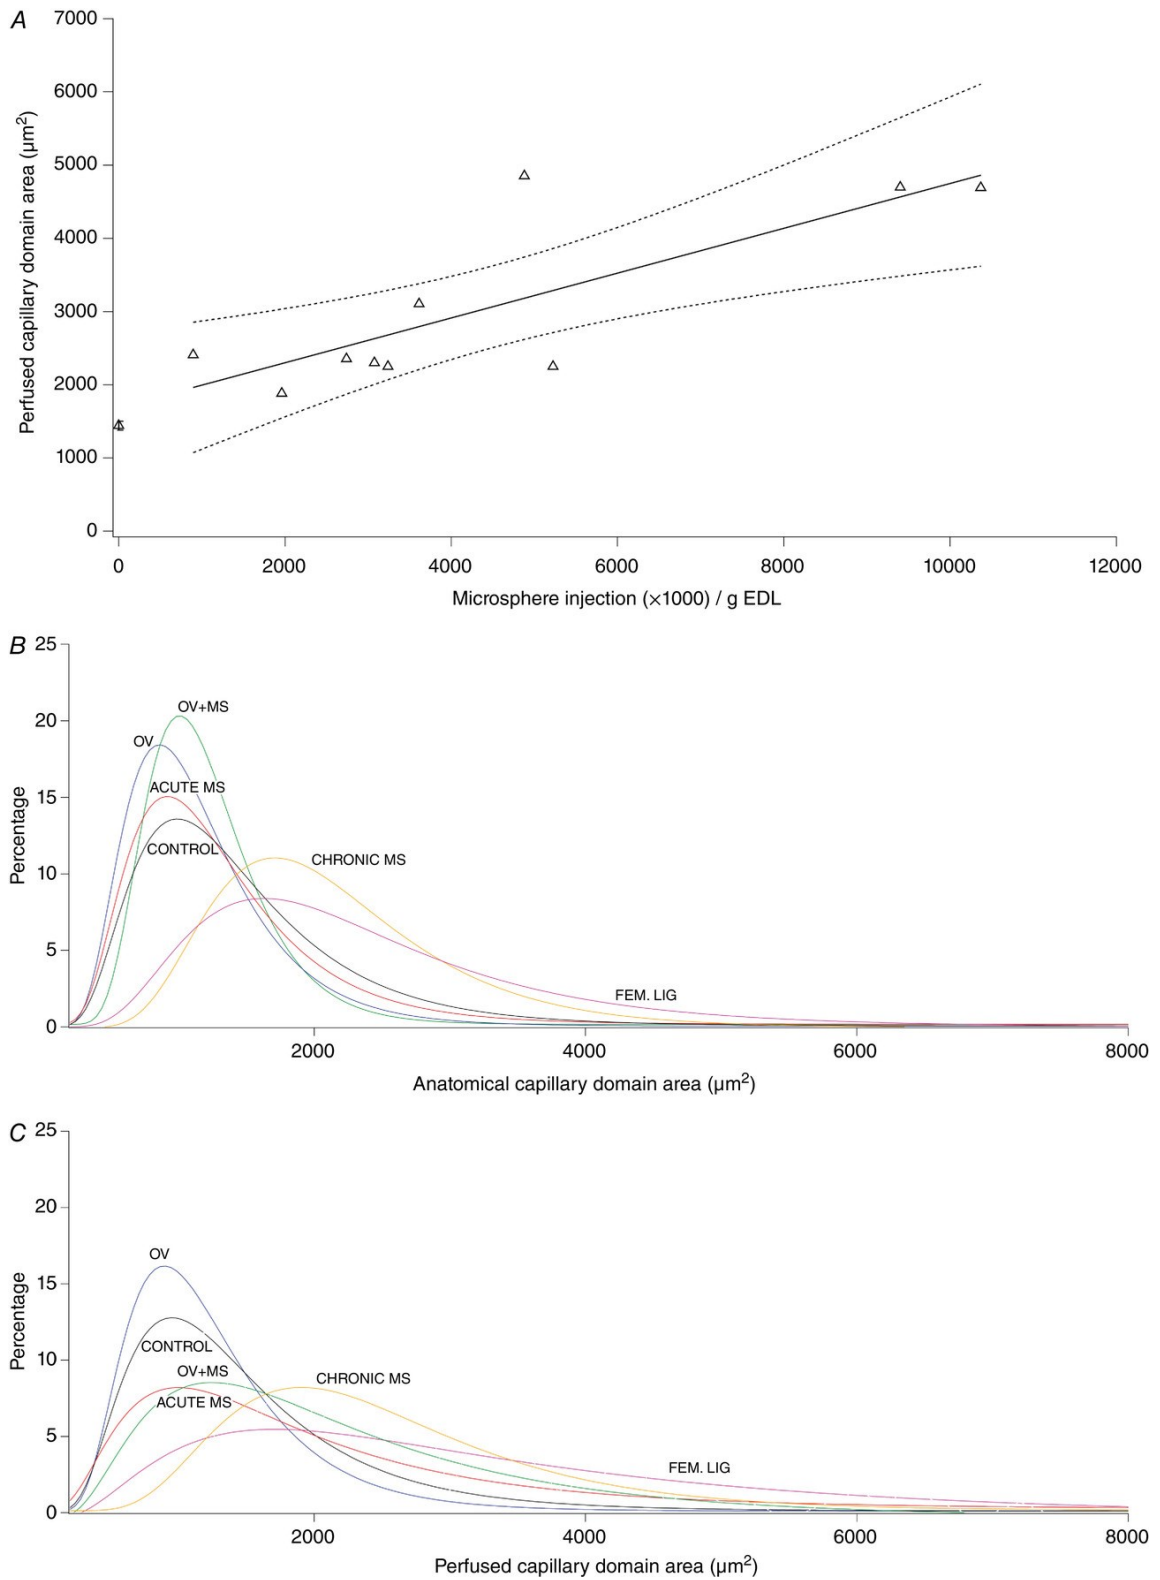 A
7000
6000
5000
4000
3000
2000
1000
0
Perfused capillary domain area (µm²)
0 2000 4000 6000 8000 10000 12000
Microsphere injection (×1000) / g EDL
B
25
20
15
10
5
0
Percentage
OV+MS
OV
ACUTE MS
CONTROL
CHRONIC MS
FEM. LIG
2000 4000 6000 8000
Anatomical capillary domain area (µm²)
C
25
20
15
10
5
0
Percentage
OV
CONTROL
OV+MS
CHRONIC MS
ACUTE MS
FEM. LIG
2000 4000 6000 8000
Perfused capillary domain area (µm²)